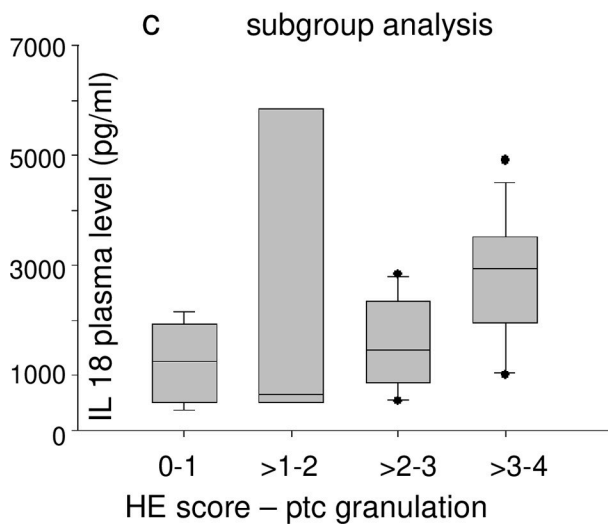 c subgroup analysis
7000
5000
3000
1000
0
IL 18 plasma level (pg/ml)
0-1 >1-2 >2-3 >3-4
HE score – ptc granulation